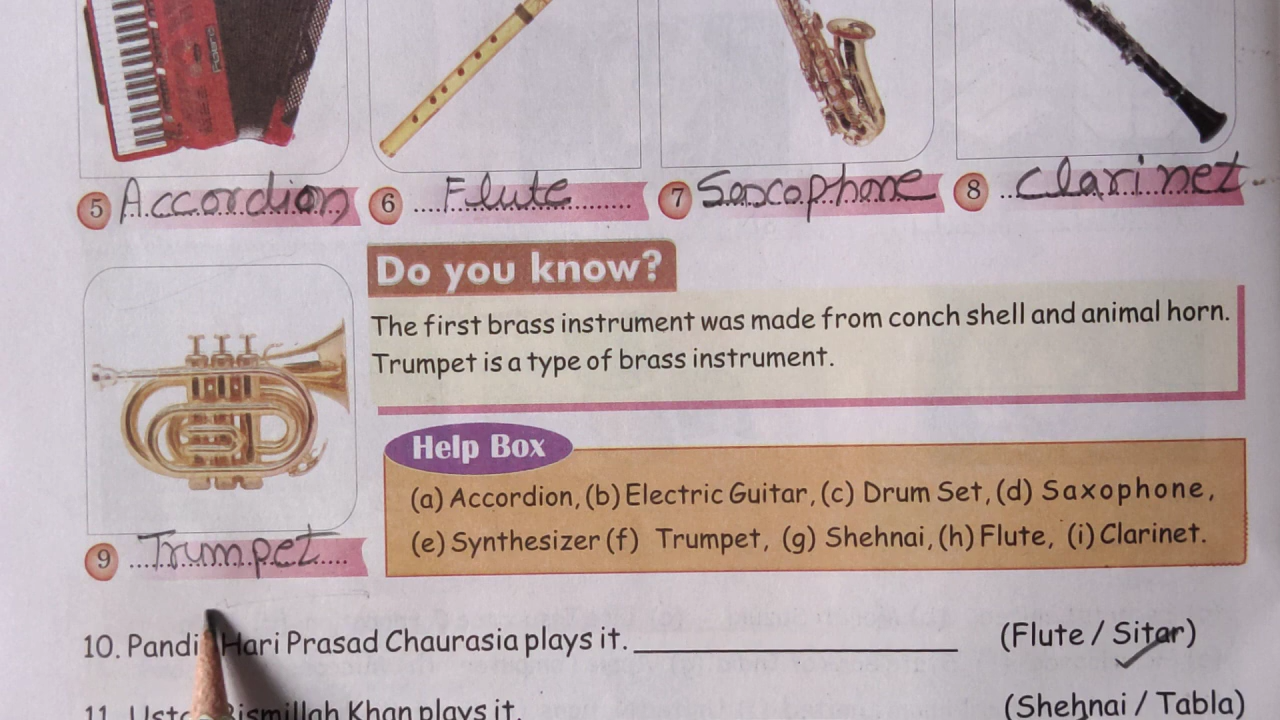 5 Accordion 6 Flute 7 Saxophone 8 Clarinet
Do you know?
The first brass instrument was made from conch shell and animal horn.
Trumpet is a type of brass instrument.
Help Box
(a) Accordion, (b) Electric Guitar, (c) Drum Set, (d) Saxophone,
(e) Synthesizer (f) Trumpet, (g) Shehnai, (h) Flute, (i) Clarinet.
9 Trumpet
10. Pandi Hari Prasad Chaurasia plays it. (Flute / Sitar)
11. Khan plays it. (Shehnai / Tabla)